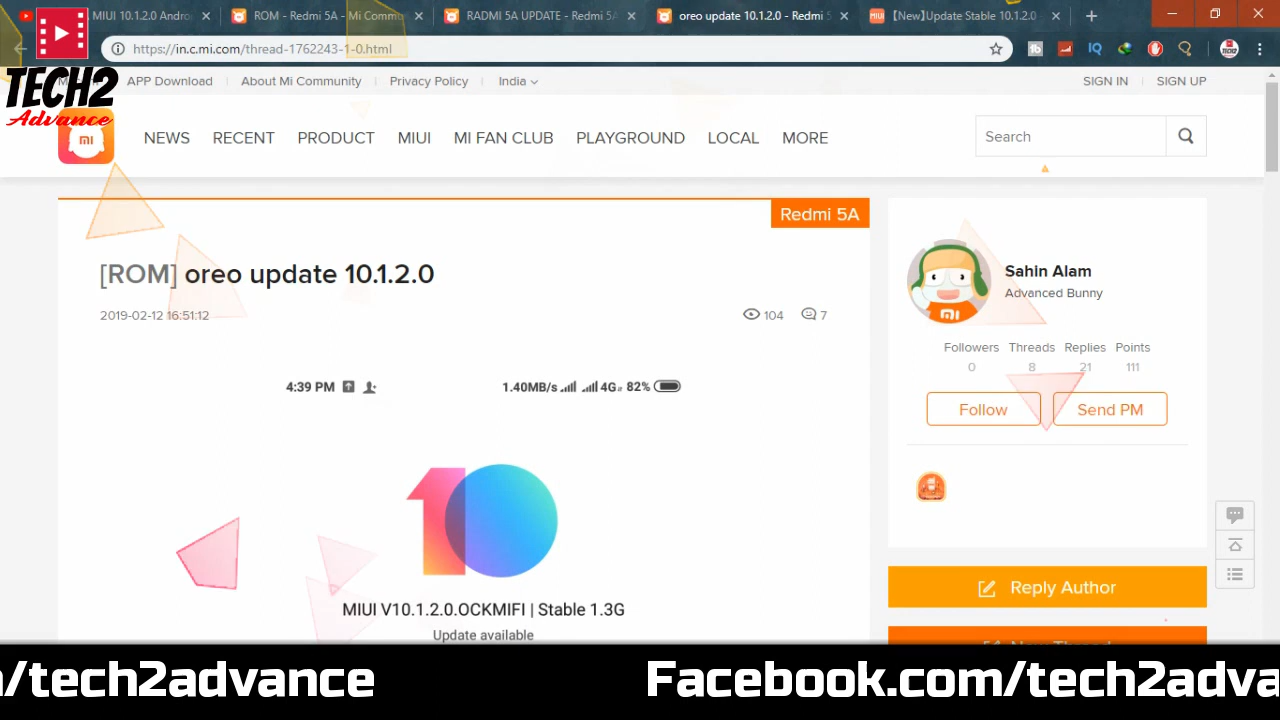 MIUI 10.1.2.0 Andro
ROM - Redmi 5A - Mi Commu
RADMI 5A UPDATE - Redmi 5A
oreo update 10.1.2.0 - Redmi 5
【New】Update Stable 10.1.2.0 -
https://in.c.mi.com/thread-1762243-1-0.html
TECH2
Advance
APP Download
About Mi Community
Privacy Policy
India
SIGN IN
SIGN UP
NEWS
RECENT
PRODUCT
MIUI
MI FAN CLUB
PLAYGROUND
LOCAL
MORE
Search
Redmi 5A
[ROM] oreo update 10.1.2.0
2019-02-12 16:51:12
104
7
4:39 PM
1.40MB/s 4G 82%
10
MIUI V10.1.2.0.OCKMIFI | Stable 1.3G
Update available
Sahin Alam
Advanced Bunny
Followers Threads Replies Points
0 8 21 111
Follow
Send PM
Reply Author
New Thread
/tech2advance
Facebook.com/tech2adva